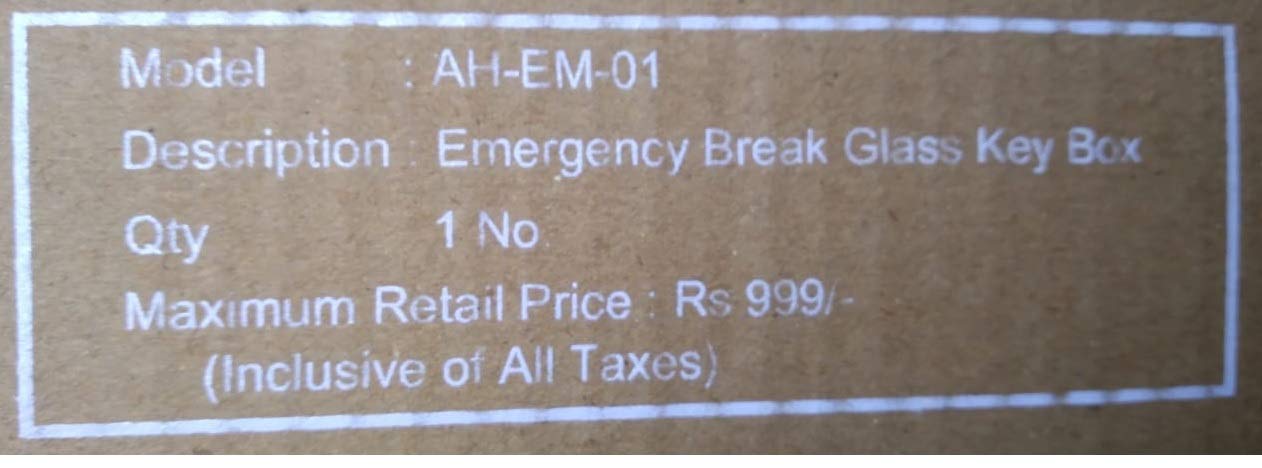 Model : AH-EM-01
Description : Emergency Break Glass Key Box
Qty 1 No.
Maximum Retail Price : Rs 999/-
(Inclusive of All Taxes)